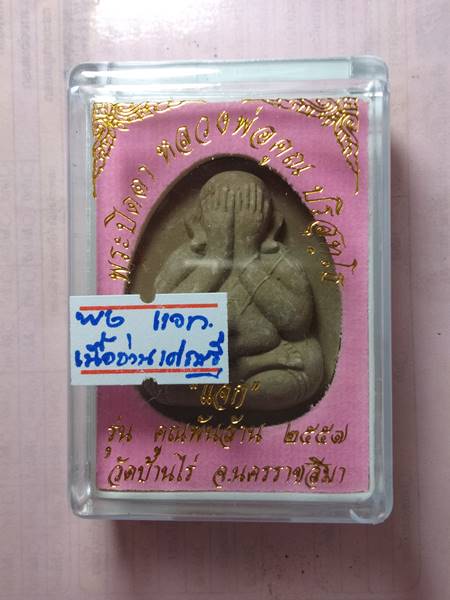 พระปิดตา หลวงพ่อคูณ ปริสุทฺโธ
พ๖ แจก.
เนื้อว่านเศรษฐี
"แจก"
รุ่น คูณพันล้าน ๒๕๕๗
วัดบ้านไร่ จ.นครราชสีมา